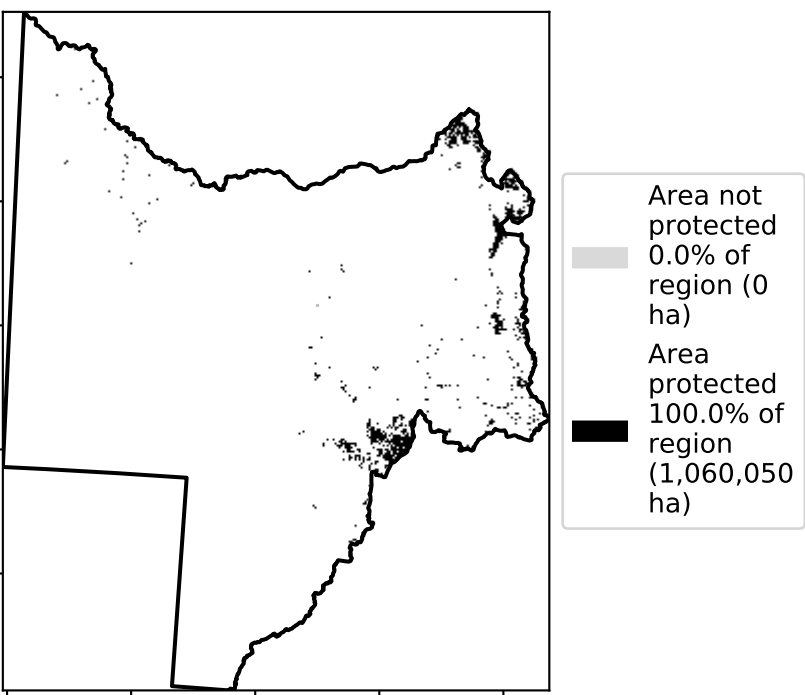 Area not
protected
0.0% of
region (0
ha)
Area
protected
100.0% of
region
(1,060,050
ha)